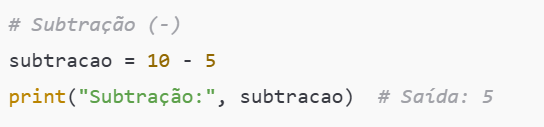 # Subtração (-)
subtracao = 10 - 5
print("Subtração:", subtracao)  # Saída: 5